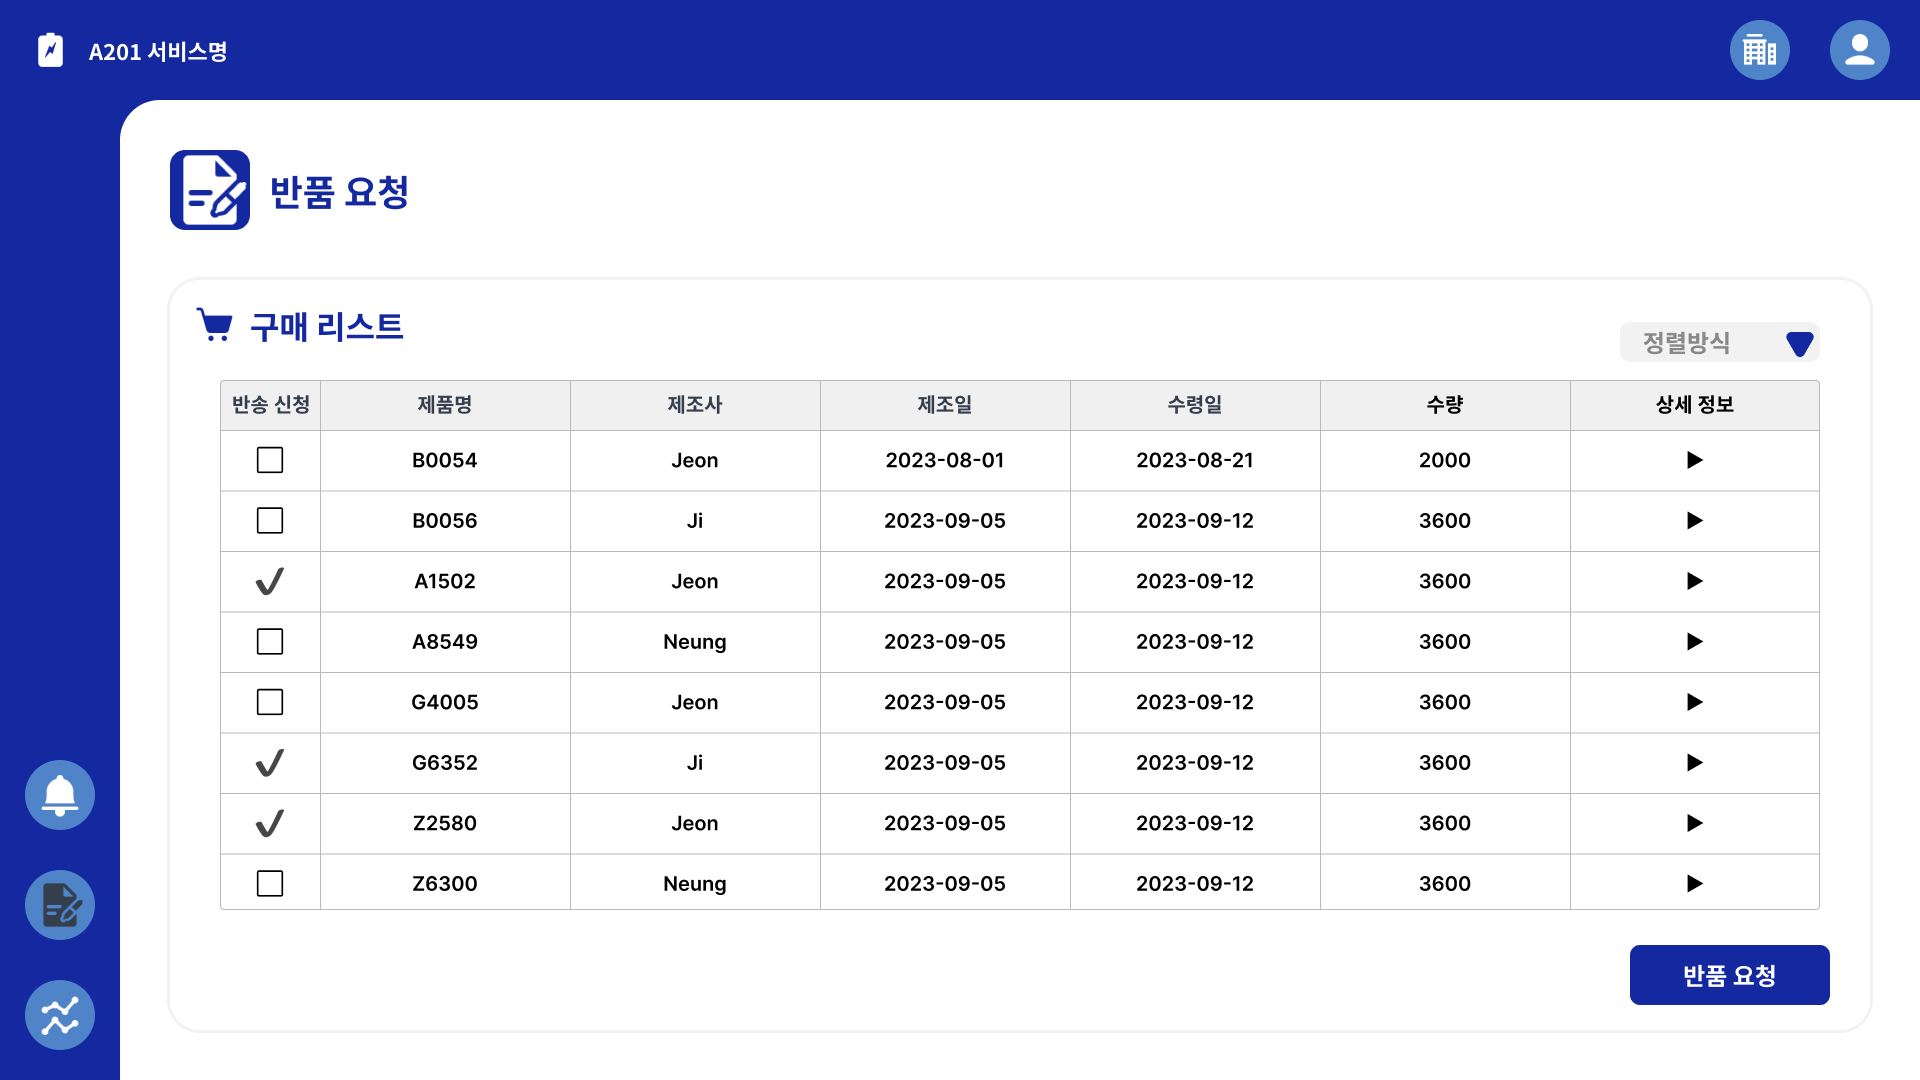 A201 서비스명
반품 요청
구매 리스트
정렬방식
반송 신청 제품명 제조사 제조일 수령일 수량 상세 정보
B0054 Jeon 2023-08-01 2023-08-21 2000
B0056 Ji 2023-09-05 2023-09-12 3600
A1502 Jeon 2023-09-05 2023-09-12 3600
A8549 Neung 2023-09-05 2023-09-12 3600
G4005 Jeon 2023-09-05 2023-09-12 3600
G6352 Ji 2023-09-05 2023-09-12 3600
Z2580 Jeon 2023-09-05 2023-09-12 3600
Z6300 Neung 2023-09-05 2023-09-12 3600
반품 요청